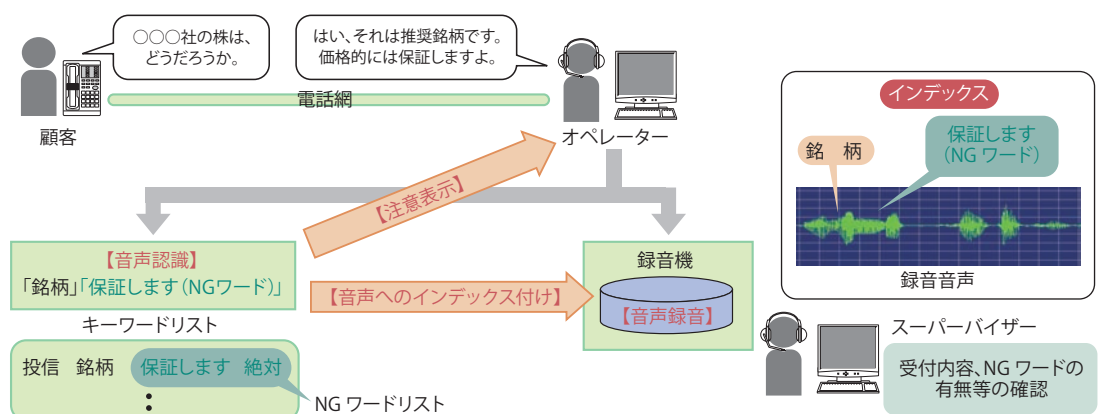 〇〇〇社の株は、
どうだろうか。
はい、それは推奨銘柄です。
価格的には保証しますよ。
電話網
顧客
オペレーター
【注意表示】
【音声認識】
「銘柄」「保証します（NGワード）」
【音声へのインデックス付け】
録音機
【音声録音】
キーワードリスト
投信 銘柄 保証します 絶対
：
NG ワードリスト
インデックス
銘 柄
保証します
（NG ワード）
録音音声
スーパーバイザー
受付内容、NG ワードの
有無等の確認